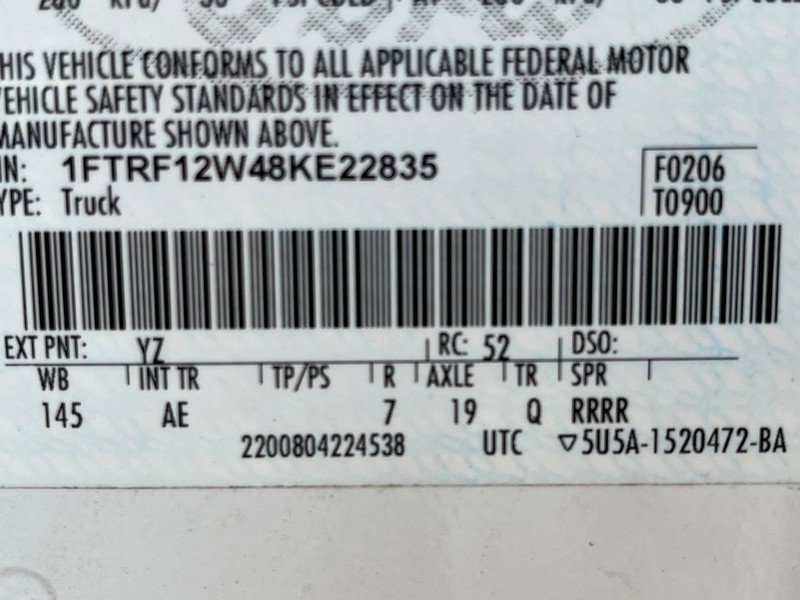 HIS VEHICLE CONFORMS TO ALL APPLICABLE FEDERAL MOTOR
VEHICLE SAFETY STANDARDS IN EFFECT ON THE DATE OF
MANUFACTURE SHOWN ABOVE.
IN: 1FTRF12W48KE22835 F0206
YPE: Truck T0900
EXT PNT: YZ RC: 52 DSO:
WB INT TR TP/PS R AXLE TR SPR
145 AE 7 19 Q RRRR
2200804224538 UTC ▽5U5A-1520472-BA